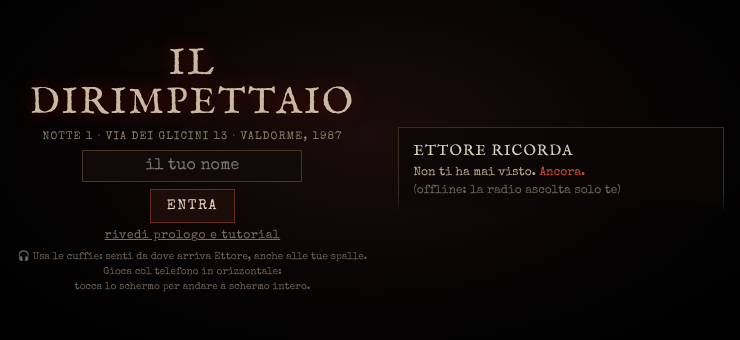 IL
DIRIMPETTAIO
NOTTE 1 · VIA DEI GLICINI 13 · VALDORME, 1987
il tuo nome
ENTRA
rivedi prologo e tutorial
🎧 Usa le cuffie: senti da dove arriva Ettore, anche alle tue spalle.
Gioca col telefono in orizzontale:
tocca lo schermo per andare a schermo intero.
ETTORE RICORDA
Non ti ha mai visto. Ancora.
(offline: la radio ascolta solo te)